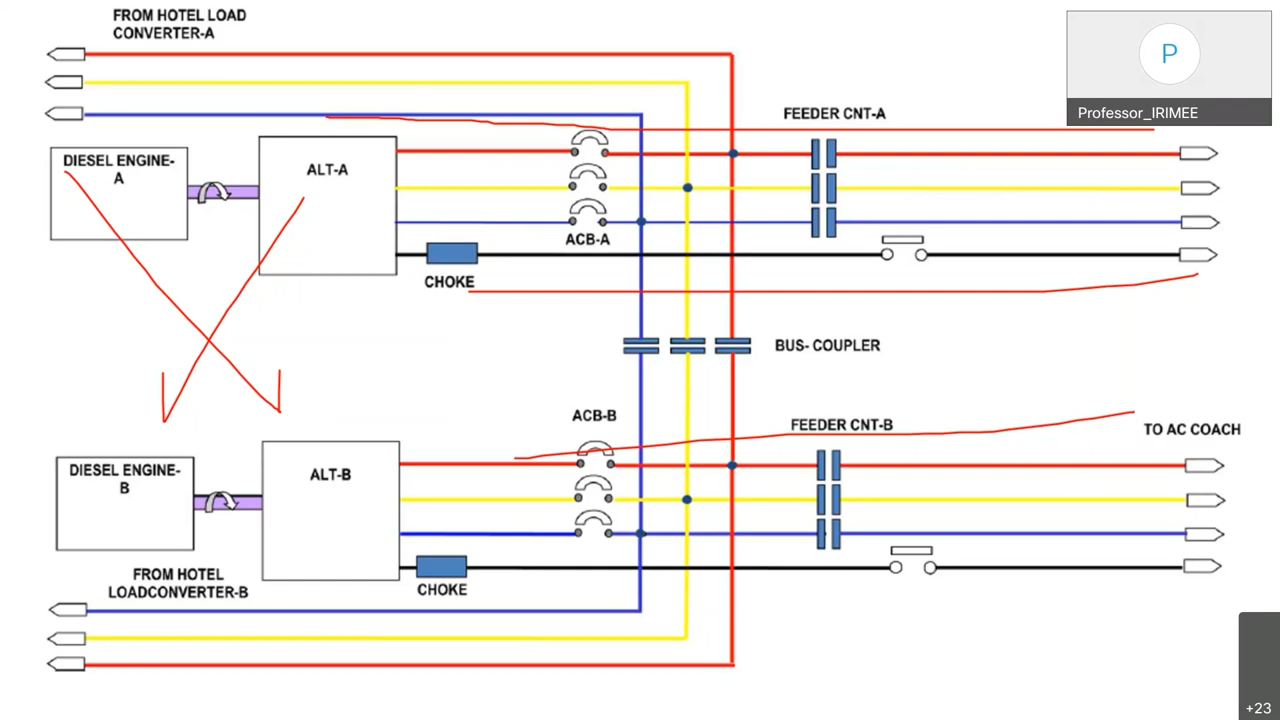 FROM HOTEL LOAD
CONVERTER-A
P
Professor_IRIMEE
FEEDER CNT-A
DIESEL ENGINE-
A
ALT-A
ACB-A
CHOKE
BUS- COUPLER
ACB-B
FEEDER CNT-B
TO AC COACH
DIESEL ENGINE-
B
ALT-B
FROM HOTEL
LOADCONVERTER-B
CHOKE
+23